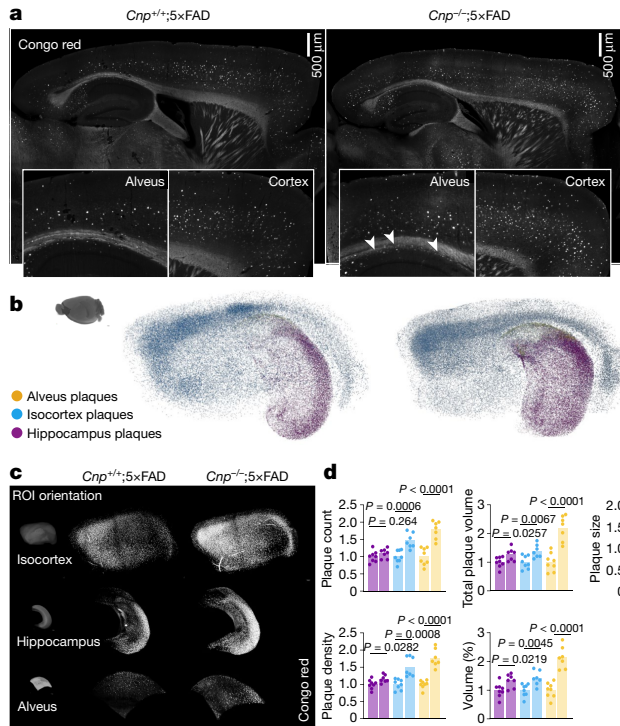 a
Cnp+/+;5×FAD
Cnp−/−;5×FAD
Congo red
500 μm
500 μm
Alveus
Cortex
Alveus
Cortex
b
Alveus plaques
Isocortex plaques
Hippocampus plaques
c
Cnp+/+;5×FAD
Cnp−/−;5×FAD
ROI orientation
Isocortex
Hippocampus
Alveus
Congo red
d
P < 0.0001
P = 0.0006
P = 0.264
Plaque count
2.5
2.0
1.5
1.0
0.5
0
P < 0.0001
P = 0.0067
P = 0.0257
Total plaque volume
3
2
1
0
Plaque size
2.0
1.5
1.0
0.5
0
P < 0.0001
P = 0.0008
P = 0.0282
Plaque density
2.5
2.0
1.5
1.0
0.5
0
P < 0.0001
P = 0.0045
P = 0.0219
Volume (%)
3
2
1
0